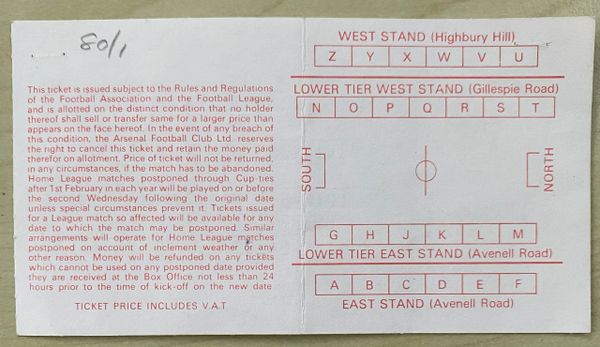 80/1
This ticket is issued subject to the Rules and Regulations
of the Football Association and the Football League,
and is allotted on the distinct condition that no holder
thereof shall sell or transfer same for a larger price than
appears on the face hereof. In the event of any breach of
this condition, the Arsenal Football Club Ltd. reserves
the right to cancel this ticket and retain the money paid
therefor on allotment. Price of ticket will not be returned,
in any circumstances, if the match has to be abandoned.
Home League matches postponed through Cup-ties
after 1st February in each year will be played on or before
the second Wednesday following the original date
unless special circumstances prevent it. Tickets issued
for a League match so affected will be available for any
date to which the match may be postponed. Similar
arrangements will operate for Home League matches
postponed on account of inclement weather or any
other reason. Money will be refunded on any tickets
which cannot be used on any postponed date provided
they are received at the Box Office not less than 24
hours prior to the time of kick-off on the new date.
TICKET PRICE INCLUDES V.A.T.
WEST STAND (Highbury Hill)
Z Y X W V U
LOWER TIER WEST STAND (Gillespie Road)
N O P Q R S T
SOUTH
NORTH
G H J K L M
LOWER TIER EAST STAND (Avenell Road)
A B C D E F
EAST STAND (Avenell Road)